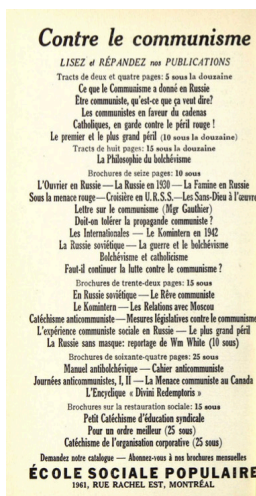 Contre le communisme
LISEZ et RÉPANDEZ nos PUBLICATIONS
Tracts de deux et quatre pages: 5 sous la douzaine
Ce que le Communisme a donné en Russie
Être communiste, qu'est-ce que ça veut dire?
Les communistes en faveur du cadenas
Catholiques, en garde contre le péril rouge !
Le premier et le plus grand péril (10 sous la douzaine)
Tracts de huit pages: 15 sous la douzaine
La Philosophie du bolchévisme
Brochures de seize pages: 10 sous
L'Ouvrier en Russie — La Russie en 1930 — La Famine en Russie
Sous la menace rouge — Croisière en U.R.S.S. — Les Sans-Dieu à l'œuvre
Lettre sur le communisme (Mgr Gauthier)
Doit-on tolérer la propagande communiste ?
Les Internationales — Le Komintern en 1942
La Russie soviétique — La guerre et le bolchévisme
Bolchévisme et catholicisme
Faut-il continuer la lutte contre le communisme ?
Brochures de trente-deux pages: 15 sous
En Russie soviétique — Le Rêve communiste
Le Komintern — Les Relations avec Moscou
Catéchisme anticommuniste — Mesures législatives contre le communisme
L'expérience communiste sociale en Russie — Le plus grand péril
La Russie sans masque: reportage de Wm White (10 sous)
Brochures de soixante-quatre pages: 25 sous
Manuel antibolchévique — Cahier anticommuniste
Journées anticommunistes, I, II — La Menace communiste au Canada
L'Encyclique « Divini Redemptoris »
Brochures sur la restauration sociale: 15 sous
Petit Catéchisme d'éducation syndicale
Pour un ordre meilleur (25 sous)
Catéchisme de l'organisation corporative (25 sous)
Demandez notre catalogue — Abonnez-vous à nos brochures mensuelles
ÉCOLE SOCIALE POPULAIRE
1961, RUE RACHEL EST, MONTRÉAL